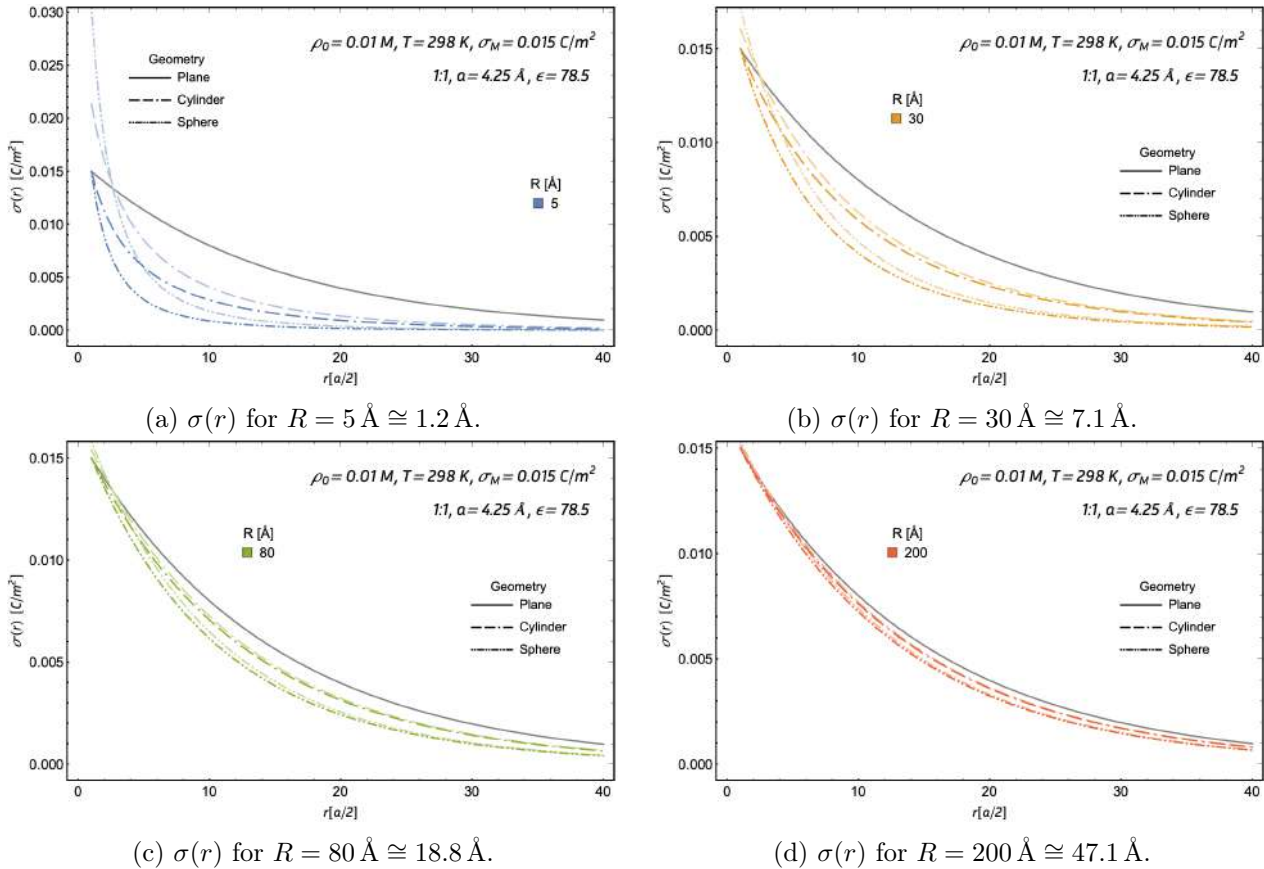 0.030
0.025
0.020
0.015
0.010
0.005
0.000
σ(r) [C/m²]
0
10
20
30
40
r[a/2]
ρ₀ = 0.01 M, T = 298 K, σ_M = 0.015 C/m²
1:1, a = 4.25 Å, ϵ = 78.5
Geometry
Plane
Cylinder
Sphere
R [Å]
5
(a) σ(r) for R = 5 Å ≅ 1.2 Å.
0.015
0.010
0.005
0.000
σ(r) [C/m²]
0
10
20
30
40
r[a/2]
ρ₀ = 0.01 M, T = 298 K, σ_M = 0.015 C/m²
1:1, a = 4.25 Å, ϵ = 78.5
R [Å]
30
Geometry
Plane
Cylinder
Sphere
(b) σ(r) for R = 30 Å ≅ 7.1 Å.
0.015
0.010
0.005
0.000
σ(r) [C/m²]
0
10
20
30
40
r[a/2]
ρ₀ = 0.01 M, T = 298 K, σ_M = 0.015 C/m²
1:1, a = 4.25 Å, ϵ = 78.5
R [Å]
80
Geometry
Plane
Cylinder
Sphere
(c) σ(r) for R = 80 Å ≅ 18.8 Å.
0.015
0.010
0.005
0.000
σ(r) [C/m²]
0
10
20
30
40
r[a/2]
ρ₀ = 0.01 M, T = 298 K, σ_M = 0.015 C/m²
1:1, a = 4.25 Å, ϵ = 78.5
R [Å]
200
Geometry
Plane
Cylinder
Sphere
(d) σ(r) for R = 200 Å ≅ 47.1 Å.